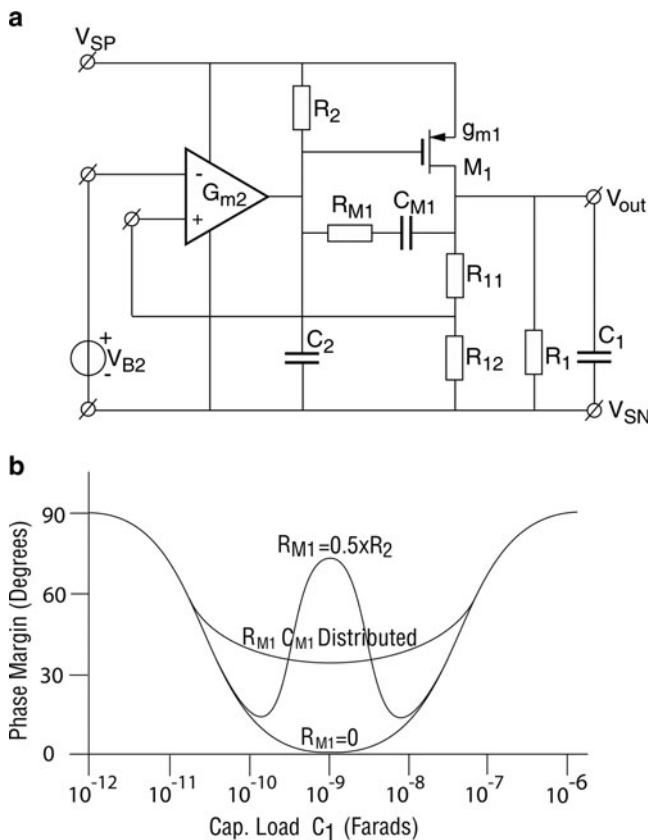 a
V_SP
R_2
g_m1
M_1
-
G_m2
+
R_M1 C_M1
V_out
R_11
C_2
R_12
R_1
C_1
+
V_B2
-
V_SN
b
Phase Margin (Degrees)
90
60
30
0
R_M1=0.5xR_2
R_M1 C_M1 Distributed
R_M1=0
10^-12 10^-11 10^-10 10^-9 10^-8 10^-7 10^-6
Cap. Load C_1 (Farads)